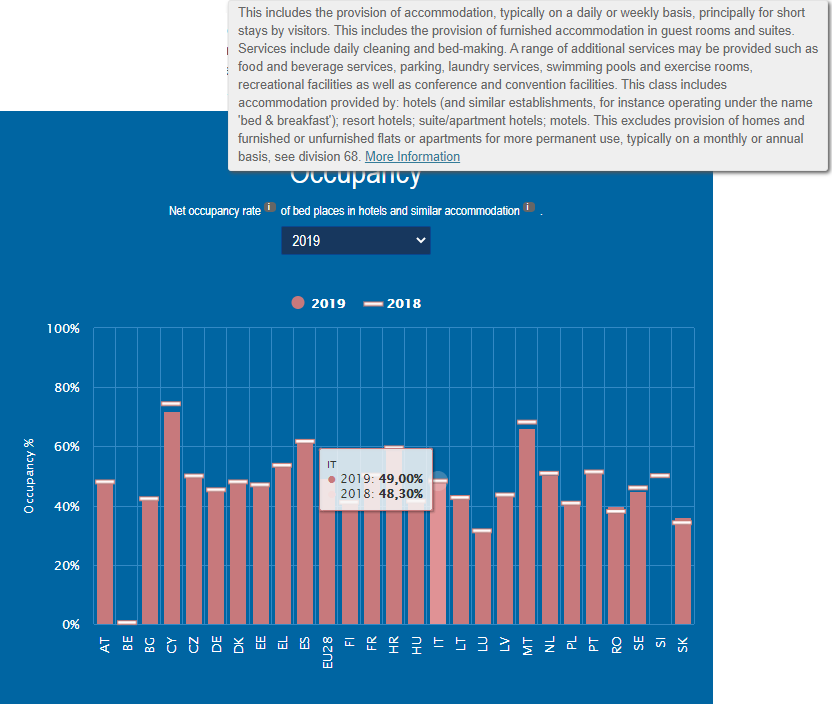 This includes the provision of accommodation, typically on a daily or weekly basis, principally for short
stays by visitors. This includes the provision of furnished accommodation in guest rooms and suites.
Services include daily cleaning and bed-making. A range of additional services may be provided such as
food and beverage services, parking, laundry services, swimming pools and exercise rooms,
recreational facilities as well as conference and convention facilities. This class includes
accommodation provided by: hotels (and similar establishments, for instance operating under the name
'bed & breakfast'); resort hotels; suite/apartment hotels; motels. This excludes provision of homes and
furnished or unfurnished flats or apartments for more permanent use, typically on a monthly or annual
basis, see division 68. More Information
Occupancy
Net occupancy rate i of bed places in hotels and similar accommodation i .
2019
2019 2018
100%
80%
60%
40%
20%
0%
Occupancy %
IT
2019: 49,00%
2018: 48,30%
AT BE BG CY CZ DE DK EE EL ES EU28 FI FR HR HU IT LT LU LV MT NL PL PT RO SE SI SK